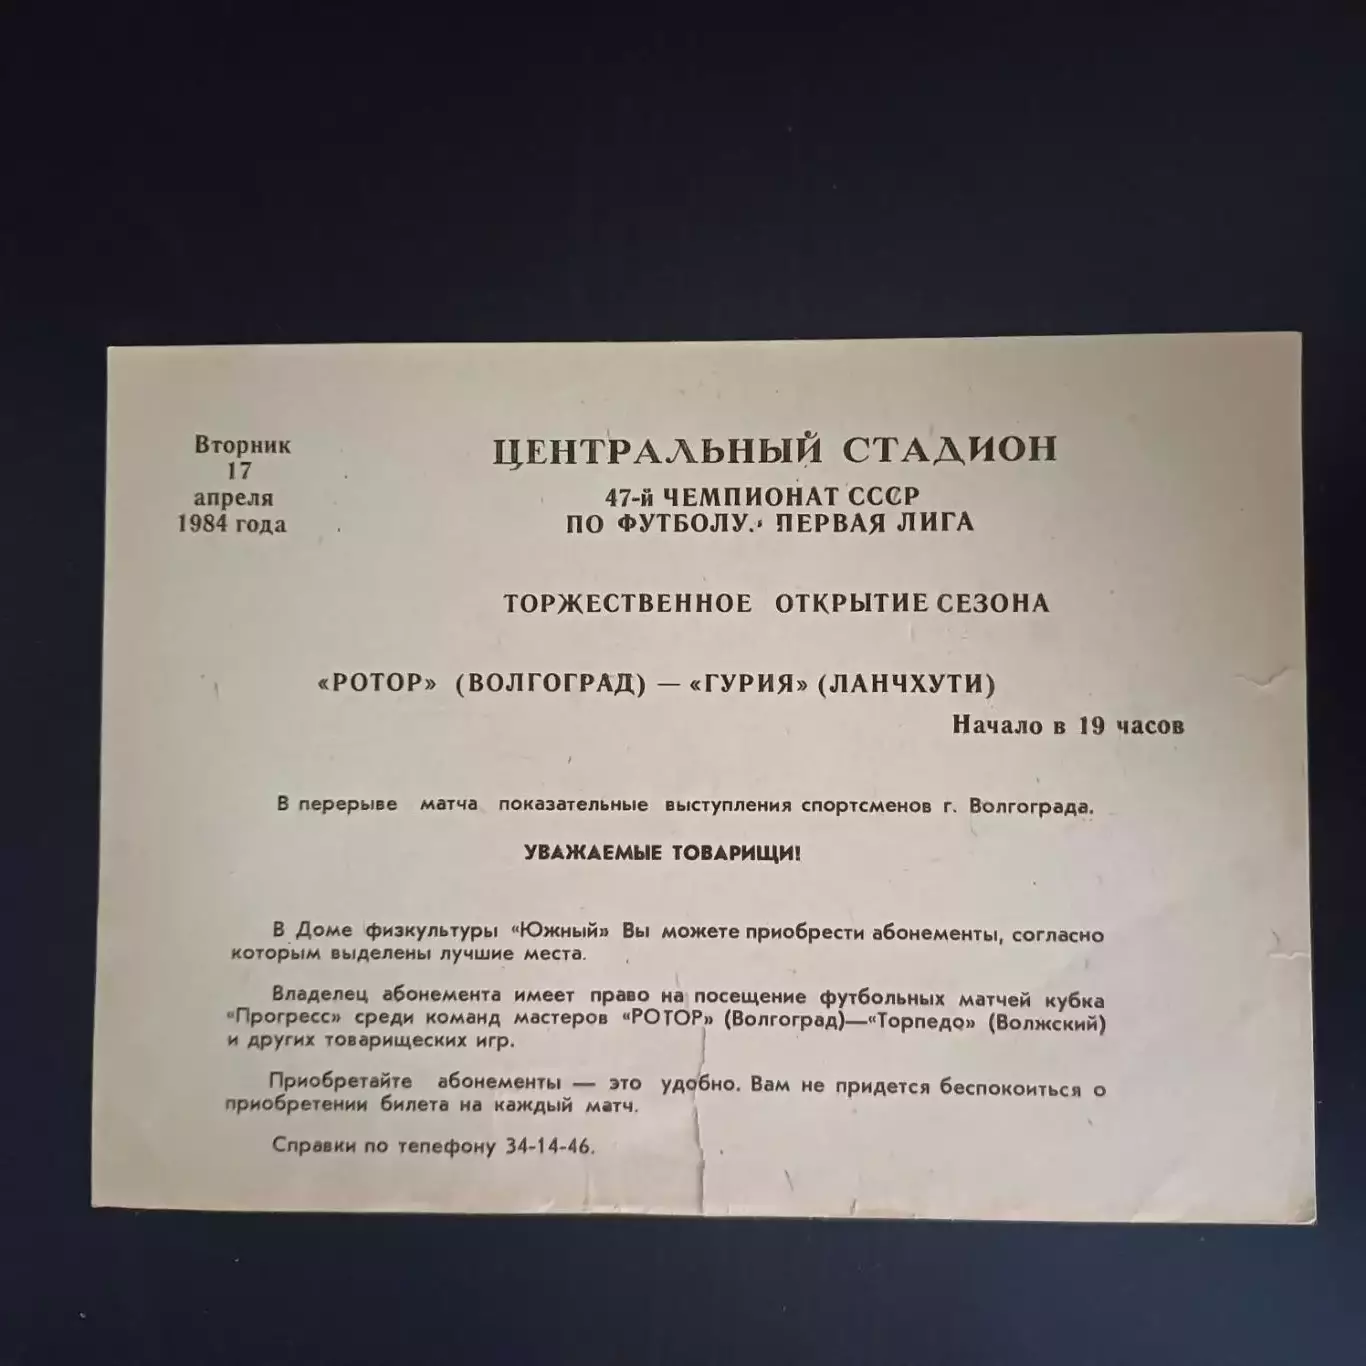 Вторник
17
апреля
1984 года
ЦЕНТРАЛЬНЫЙ СТАДИОН
47-й ЧЕМПИОНАТ СССР
ПО ФУТБОЛУ. ПЕРВАЯ ЛИГА
ТОРЖЕСТВЕННОЕ ОТКРЫТИЕ СЕЗОНА
«РОТОР» (ВОЛГОГРАД) — «ГУРИЯ» (ЛАНЧХУТИ)
Начало в 19 часов
В перерыве матча показательные выступления спортсменов г. Волгограда.
УВАЖАЕМЫЕ ТОВАРИЩИ!
В Доме физкультуры «Южный» Вы можете приобрести абонементы, согласно
которым выделены лучшие места.
Владелец абонемента имеет право на посещение футбольных матчей кубка
«Прогресс» среди команд мастеров «РОТОР» (Волгоград)—«Торпедо» (Волжский)
и других товарищеских игр.
Приобретайте абонементы — это удобно. Вам не придется беспокоиться о
приобретении билета на каждый матч.
Справки по тепефону 34-14-46.